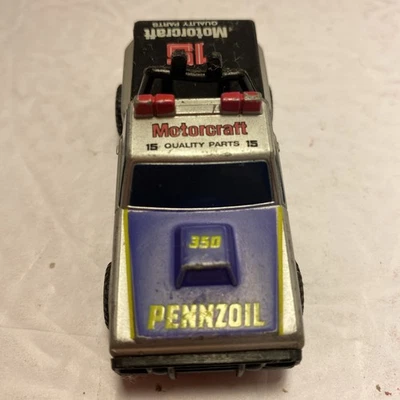 Motorcraft
QUALITY PARTS
15
Motorcraft
15 QUALITY PARTS 15
350
PENNZOIL